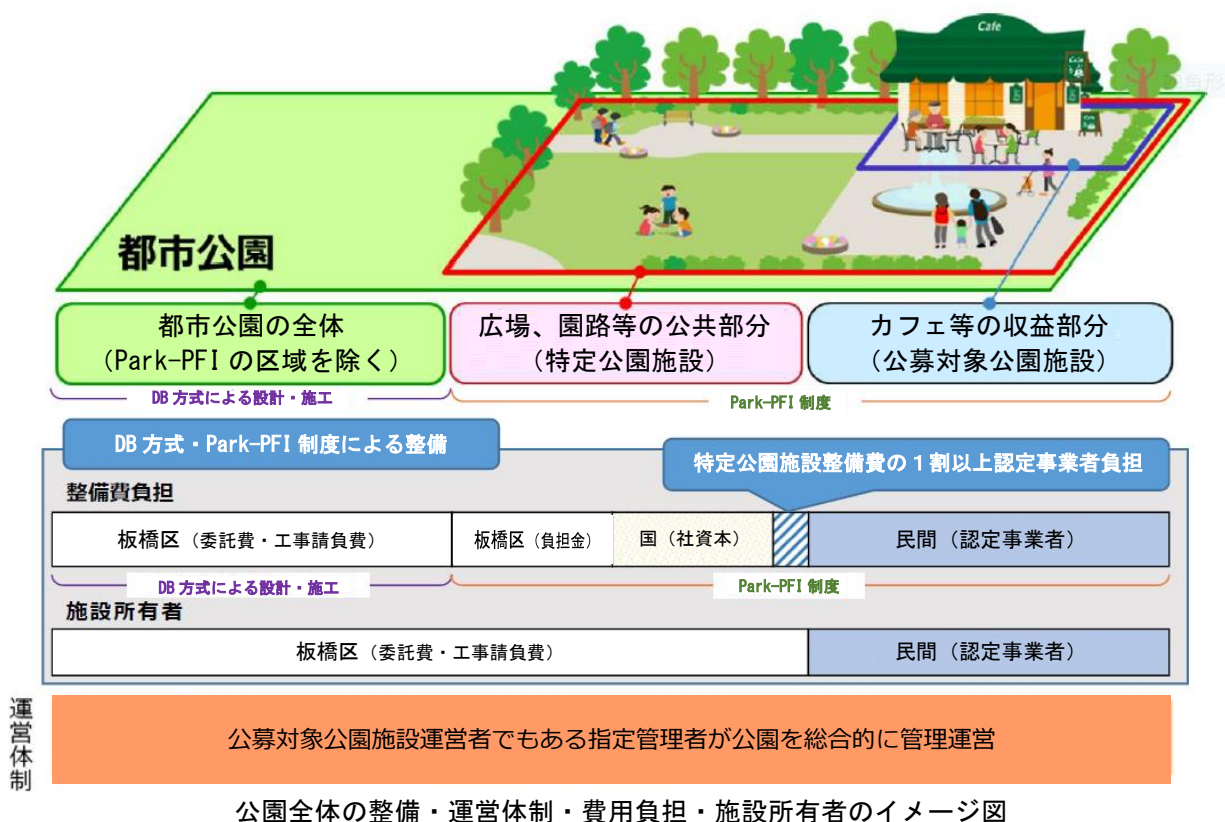 Cafe
Cafe
Cafe
四角形
都市公園
都市公園の全体
（Park-PFI の区域を除く）
広場、園路等の公共部分
（特定公園施設）
カフェ等の収益部分
（公募対象公園施設）
DB 方式による設計・施工
Park-PFI 制度
DB 方式・Park-PFI 制度による整備
特定公園施設整備費の１割以上認定事業者負担
整備費負担
板橋区（委託費・工事請負費）
板橋区（負担金）
国（社資本）
民間（認定事業者）
DB 方式による設計・施工
Park-PFI 制度
施設所有者
板橋区（委託費・工事請負費）
民間（認定事業者）
運営体制
公募対象公園施設運営者でもある指定管理者が公園を総合的に管理運営
公園全体の整備・運営体制・費用負担・施設所有者のイメージ図